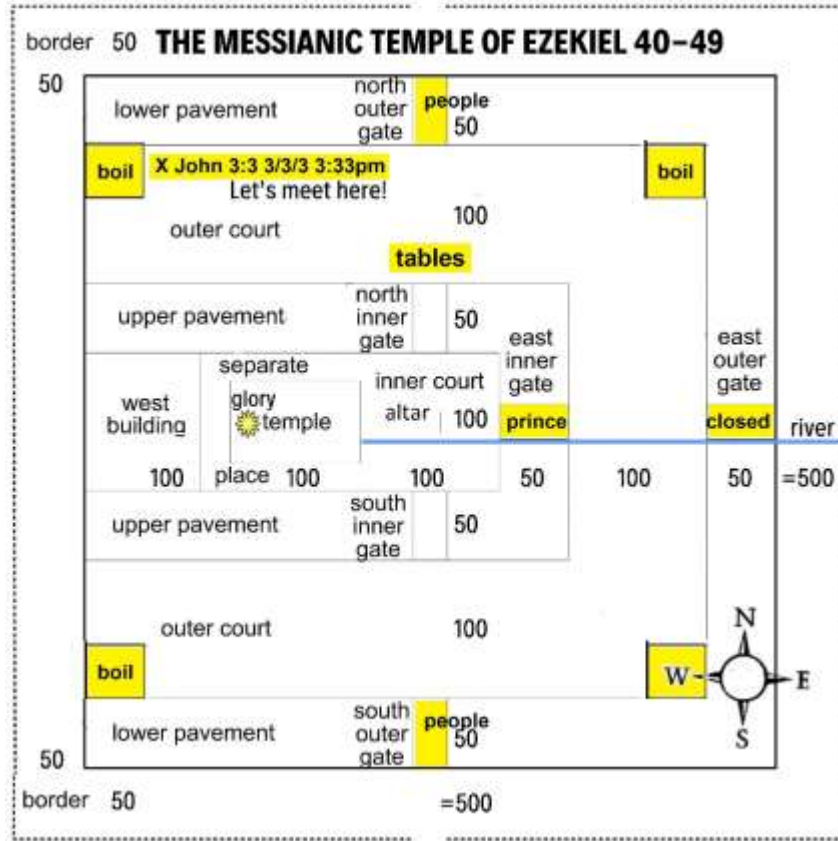 border 50 THE MESSIANIC TEMPLE OF EZEKIEL 40–49
50
lower pavement
north
outer
gate
people
50
boil
X John 3:3 3/3/3 3:33pm
boil
Let's meet here!
outer court
100
tables
upper pavement
north
inner
gate
50
east
inner
gate
east
outer
gate
separate
west
building
glory
temple
inner court
altar
100
prince
closed
river
100
place
100
100
50
100
50
=500
upper pavement
south
inner
gate
50
outer court
100
boil
N
W
E
S
lower pavement
south
outer
gate
people
50
50
border 50
=500